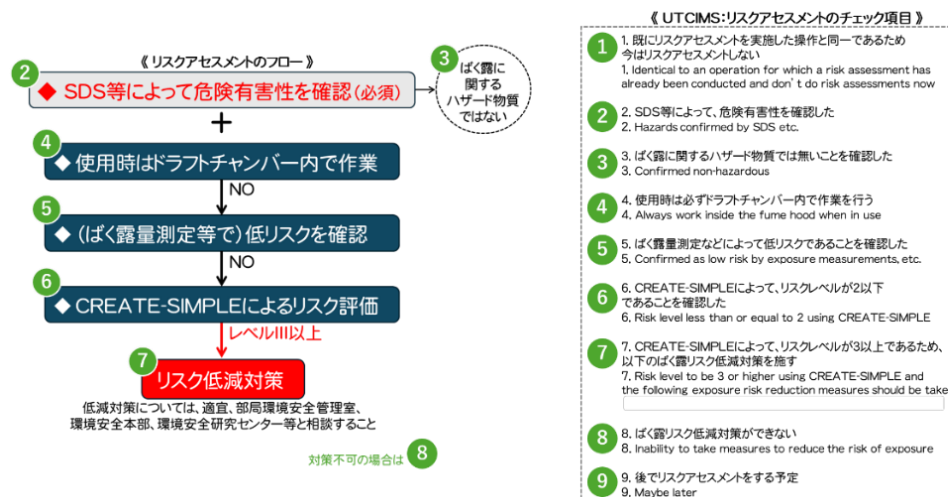 《 リスクアセスメントのフロー 》
2
◆ SDS等によって危険有害性を確認(必須)
3
ばく露に
関する
ハザード物質
ではない
+
4
◆ 使用時はドラフトチャンバー内で作業
NO
5
◆ (ばく露量測定等で)低リスクを確認
NO
6
◆ CREATE-SIMPLEによるリスク評価
レベルIII以上
7
リスク低減対策
低減対策については、適宜、部局環境安全管理室、
環境安全本部、環境安全研究センター等と相談すること
対策不可の場合は 8
《 UTCIMS:リスクアセスメントのチェック項目 》
1
1. 既にリスクアセスメントを実施した操作と同一であるため
今はリスクアセスメントしない
1, Identical to an operation for which a risk assessment has
already been conducted and don't do risk assessments now
2
2. SDS等によって、危険有害性を確認した
2. Hazards confirmed by SDS etc.
3
3. ばく露に関するハザード物質では無いことを確認した
3. Confirmed non-hazardous
4
4. 使用時は必ずドラフトチャンバー内で作業を行う
4. Always work inside the fume hood when in use
5
5. ばく露量測定などによって低リスクであることを確認した
5. Confirmed as low risk by exposure measurements, etc.
6
6. CREATE-SIMPLEによって、リスクレベルが2以下
であることを確認した
6. Risk level less than or equal to 2 using CREATE-SIMPLE
7
7. CREATE-SIMPLEによって、リスクレベルが3以上であるため、
以下のばく露リスク低減対策を施す
7. Risk level to be 3 or higher using CREATE-SIMPLE and
the following exposure risk reduction measures should be take
8
8. ばく露リスク低減対策ができない
8. Inability to take measures to reduce the risk of exposure
9
9. 後でリスクアセスメントをする予定
9. Maybe later